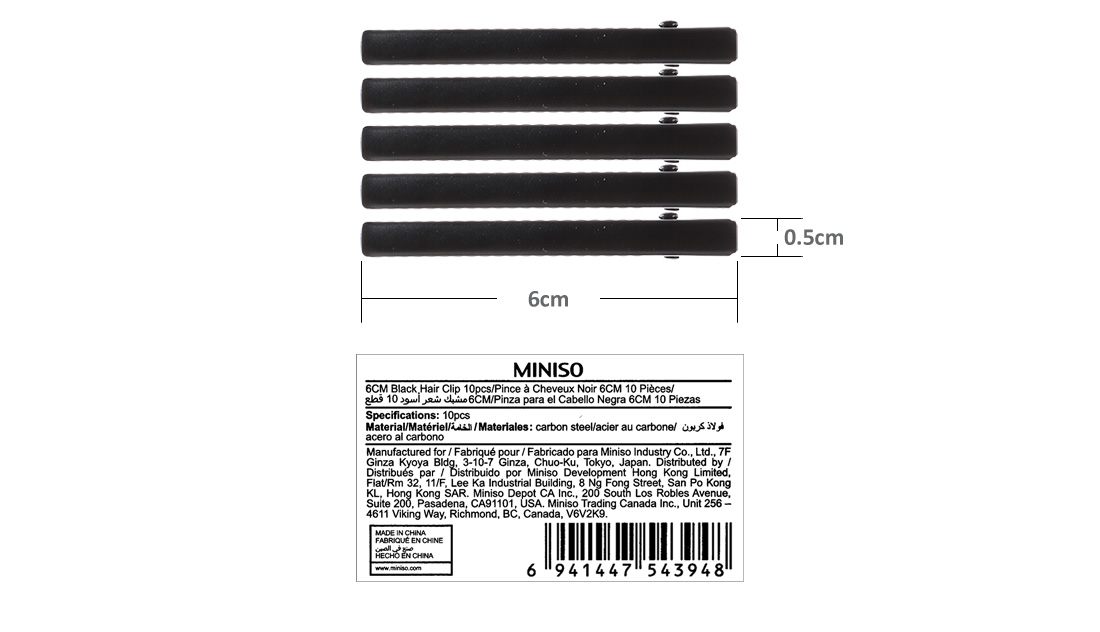 0.5cm
6cm
MINISO
6CM Black Hair Clip 10pcs/Pince à Cheveux Noir 6CM 10 Pièces/
مشبك شعر أسود 10 قطع 6CM/Pinza para el Cabello Negra 6CM 10 Piezas
Specifications: 10pcs
Material/Matériel/الخامة/Materiales: carbon steel/acier au carbone/ فولاذ كربون
acero al carbono
Manufactured for / Fabriqué pour / Fabricado para Miniso Industry Co., Ltd., 7F
Ginza Kyoya Bldg, 3-10-7 Ginza, Chuo-Ku, Tokyo, Japan. Distributed by /
Distribués par / Distribuido por Miniso Development Hong Kong Limited,
Flat/Rm 32, 11/F, Lee Ka Industrial Building, 8 Ng Fong Street, San Po Kong
KL, Hong Kong SAR. Miniso Depot CA Inc., 200 South Los Robles Avenue,
Suite 200, Pasadena, CA91101, USA. Miniso Trading Canada Inc., Unit 256 –
4611 Viking Way, Richmond, BC, Canada, V6V2K9.
MADE IN CHINA
FABRIQUÉ EN CHINE
صنع في الصين
HECHO EN CHINA
www.miniso.com
6 941447 543948